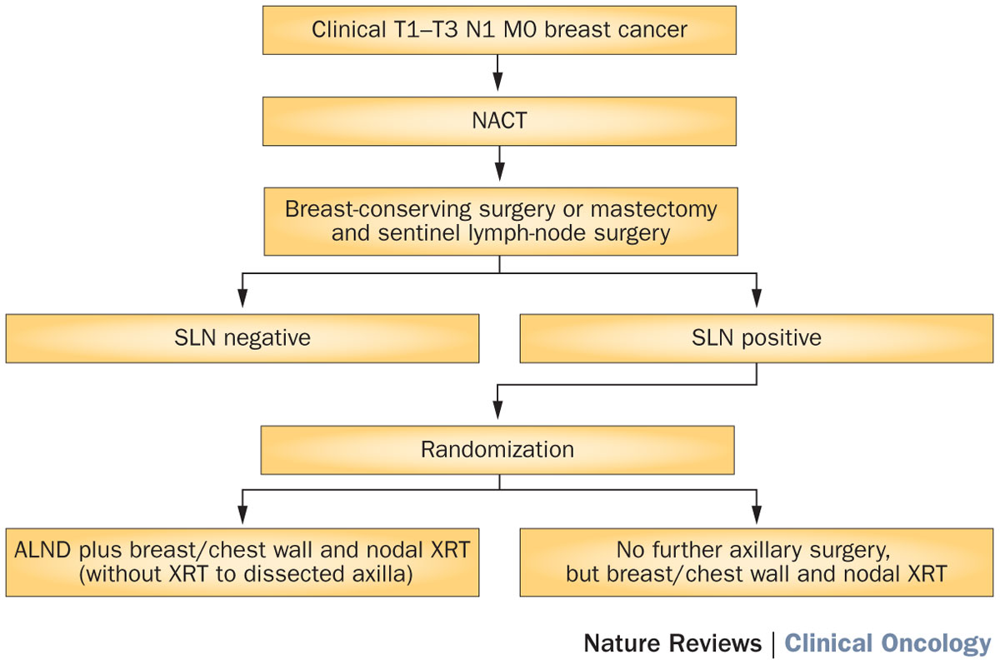 Clinical T1–T3 N1 M0 breast cancer
NACT
Breast-conserving surgery or mastectomy
and sentinel lymph-node surgery
SLN negative
SLN positive
Randomization
ALND plus breast/chest wall and nodal XRT
(without XRT to dissected axilla)
No further axillary surgery,
but breast/chest wall and nodal XRT
Nature Reviews | Clinical Oncology